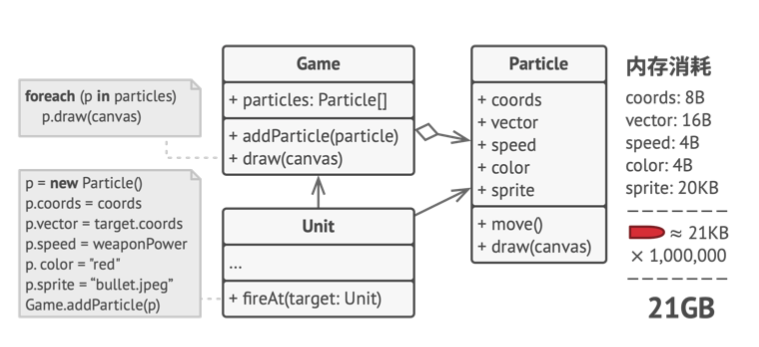 foreach (p in particles)
p.draw(canvas)
p = new Particle()
p.coords = coords
p.vector = target.coords
p.speed = weaponPower
p. color = "red"
p.sprite = "bullet.jpeg"
Game.addParticle(p)
Game
+ particles: Particle[]
+ addParticle(particle)
+ draw(canvas)
Unit
...
+ fireAt(target: Unit)
Particle
+ coords
+ vector
+ speed
+ color
+ sprite
+ move()
+ draw(canvas)
内存消耗
coords: 8B
vector: 16B
speed: 4B
color: 4B
sprite: 20KB
≈ 21KB
× 1,000,000
21GB